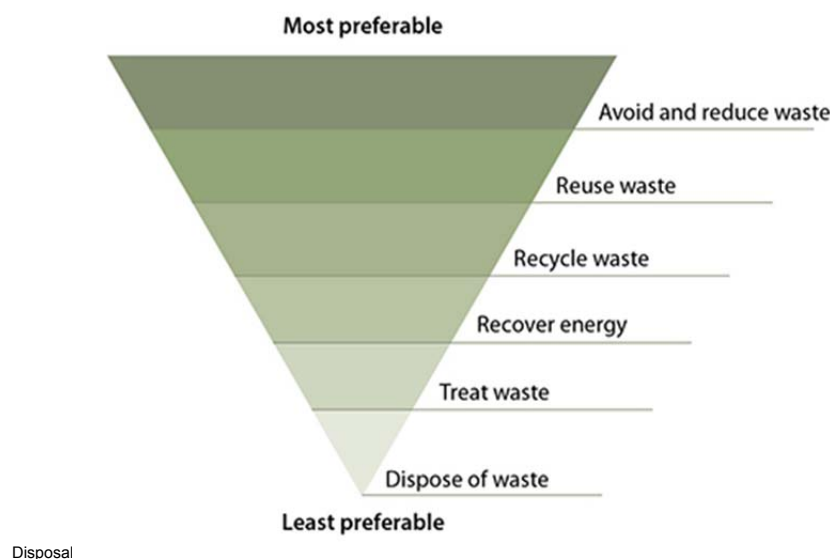 Most preferable
Avoid and reduce waste
Reuse waste
Recycle waste
Recover energy
Treat waste
Dispose of waste
Least preferable
Disposal